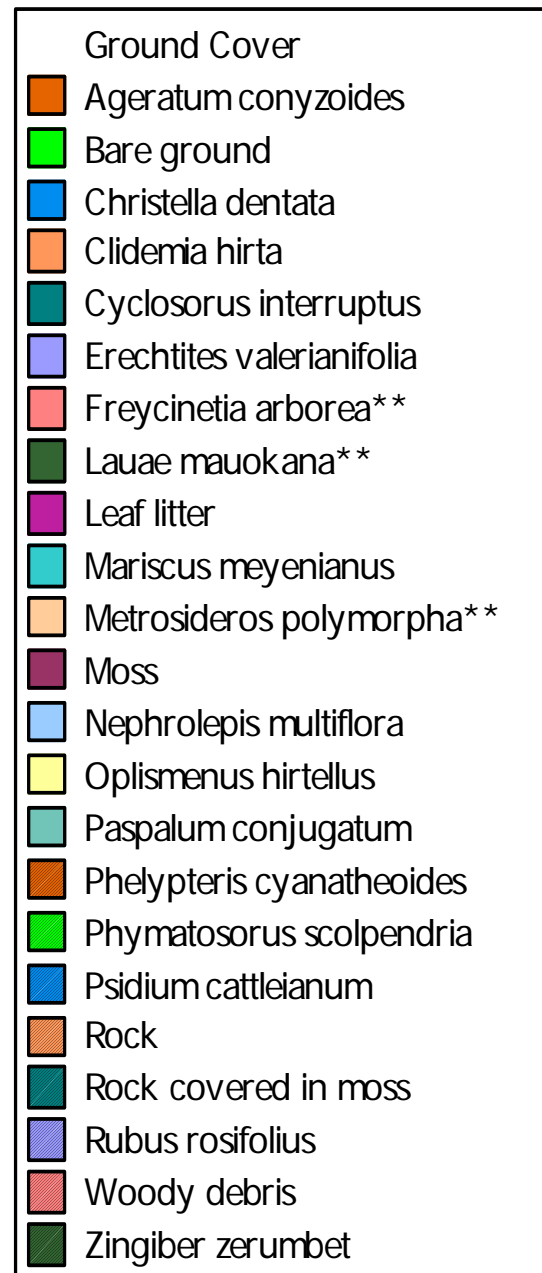 Ground Cover
Ageratum conyzoides
Bare ground
Christella dentata
Clidemia hirta
Cyclosorus interruptus
Erechtites valerianifolia
Freycinetia arborea**
Lauae mauokana**
Leaf litter
Mariscus meyenianus
Metrosideros polymorpha**
Moss
Nephrolepis multiflora
Oplismenus hirtellus
Paspalum conjugatum
Phelypteris cyanatheoides
Phymatosorus scolpendria
Psidium cattleianum
Rock
Rock covered in moss
Rubus rosifolius
Woody debris
Zingiber zerumbet